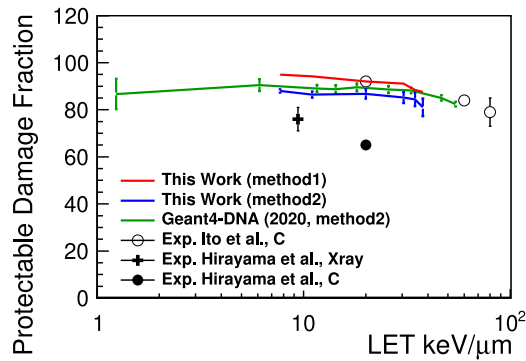 Protectable Damage Fraction
120
100
80
60
40
20
0
This Work (method1)
This Work (method2)
Geant4-DNA (2020, method2)
Exp. Ito et al., C
Exp. Hirayama et al., Xray
Exp. Hirayama et al., C
1 10 10²
LET keV/μm